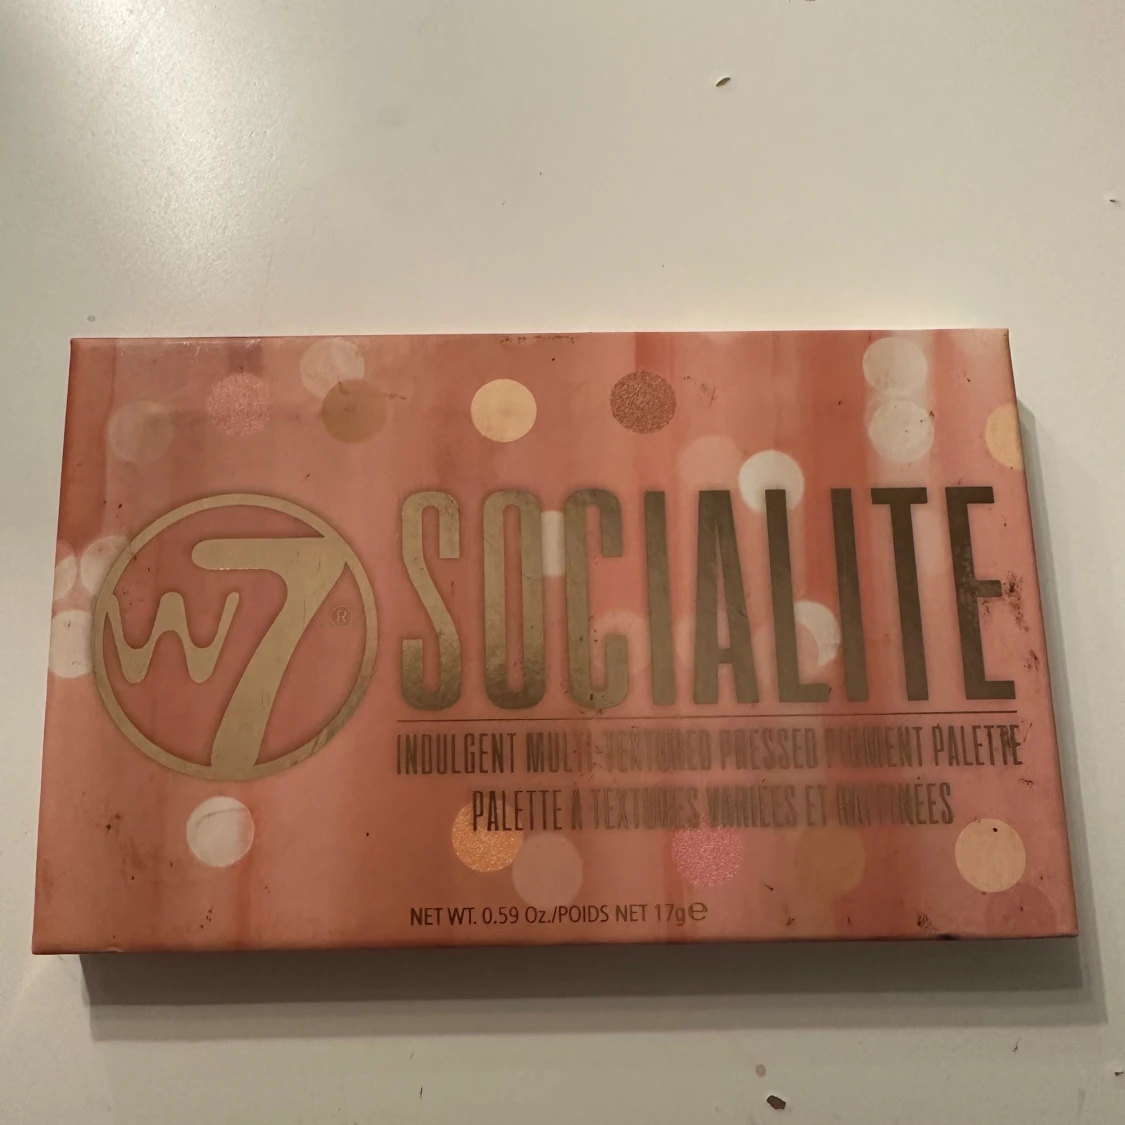 W7®
SOCIALITE
INDULGENT MULTI-TEXTURED PRESSED PIGMENT PALETTE
PALETTE À TEXTURES VARIÉES ET RAFFINÉES
NET WT. 0.59 Oz./POIDS NET 17g℮